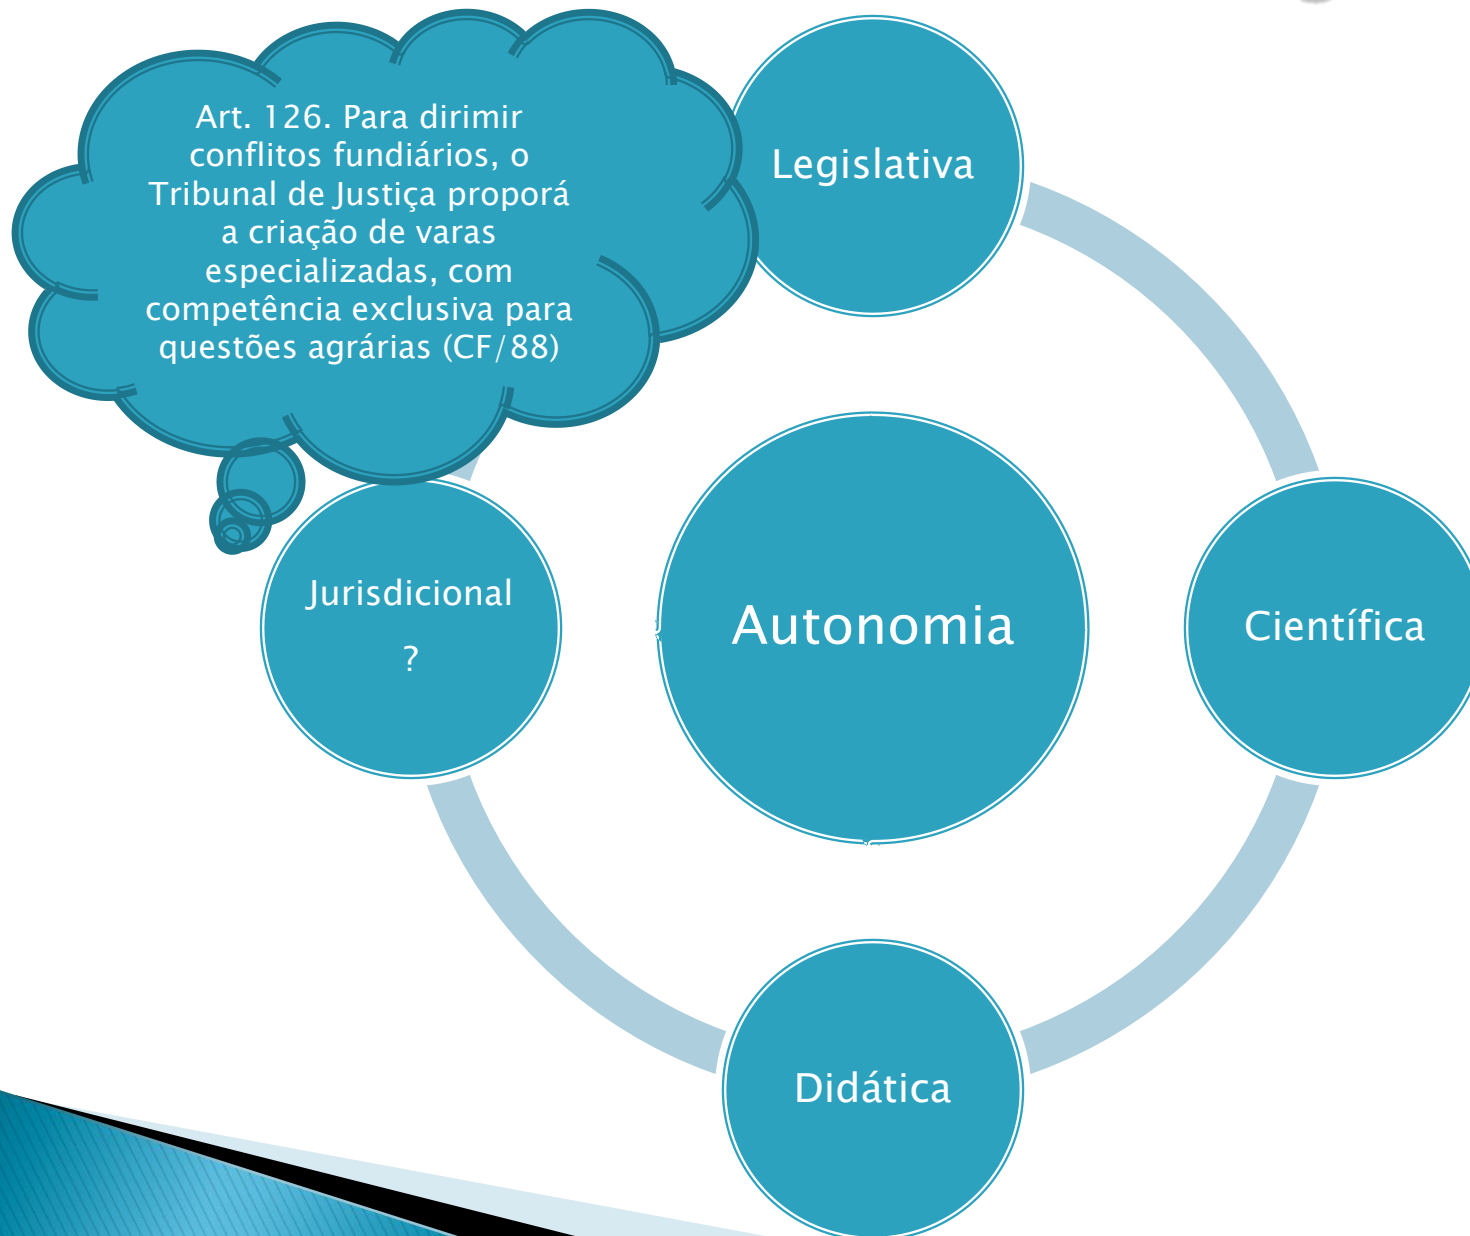 Art. 126. Para dirimir
conflitos fundiários, o
Tribunal de Justiça proporá
a criação de varas
especializadas, com
competência exclusiva para
questões agrárias (CF/88)
Legislativa
Jurisdicional
?
Autonomia
Científica
Didática